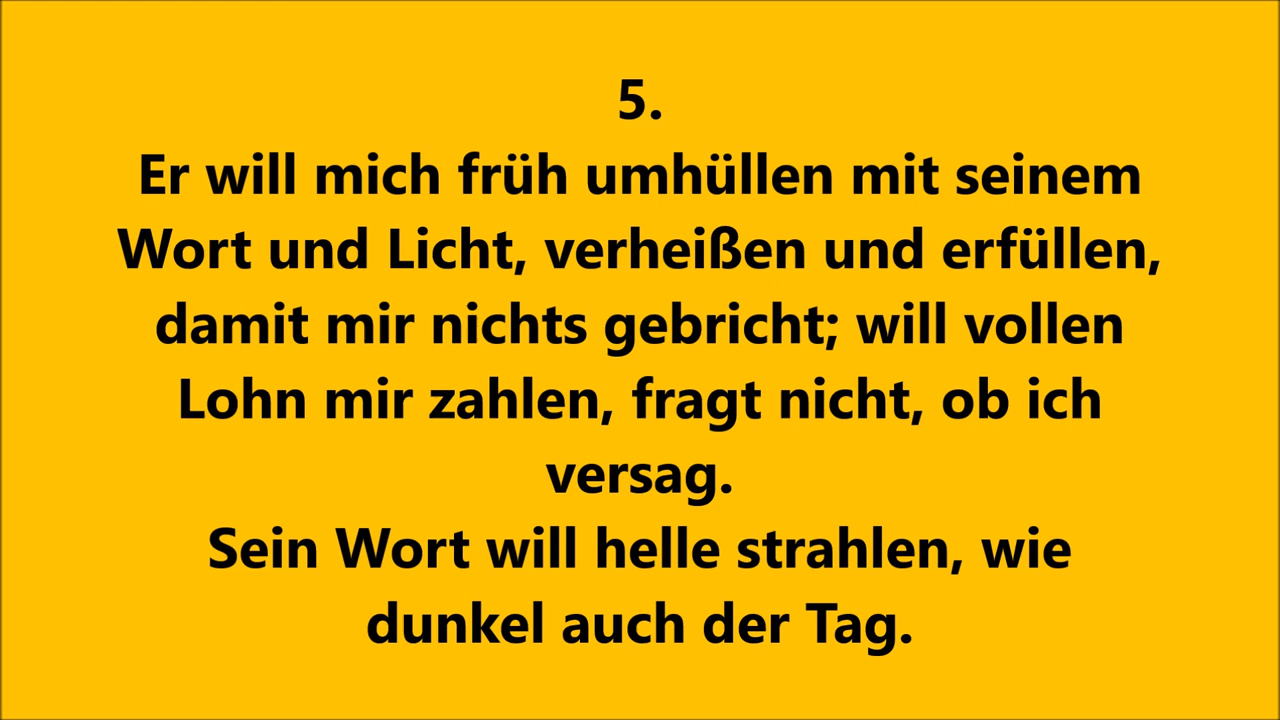 5.
Er will mich früh umhüllen mit seinem
Wort und Licht, verheißen und erfüllen,
damit mir nichts gebricht; will vollen
Lohn mir zahlen, fragt nicht, ob ich
versag.
Sein Wort will helle strahlen, wie
dunkel auch der Tag.